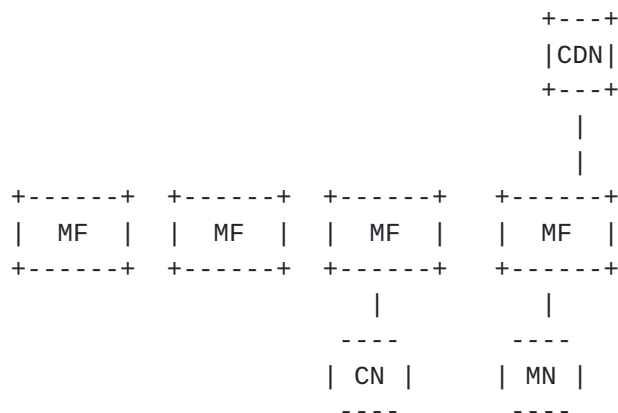 +---+
|CDN|
+---+
|
|
+------+ +------+ +------+ +------+
| MF | | MF | | MF | | MF |
+------+ +------+ +------+ +------+
| |
---- ----
| CN | | MN |
---- ----